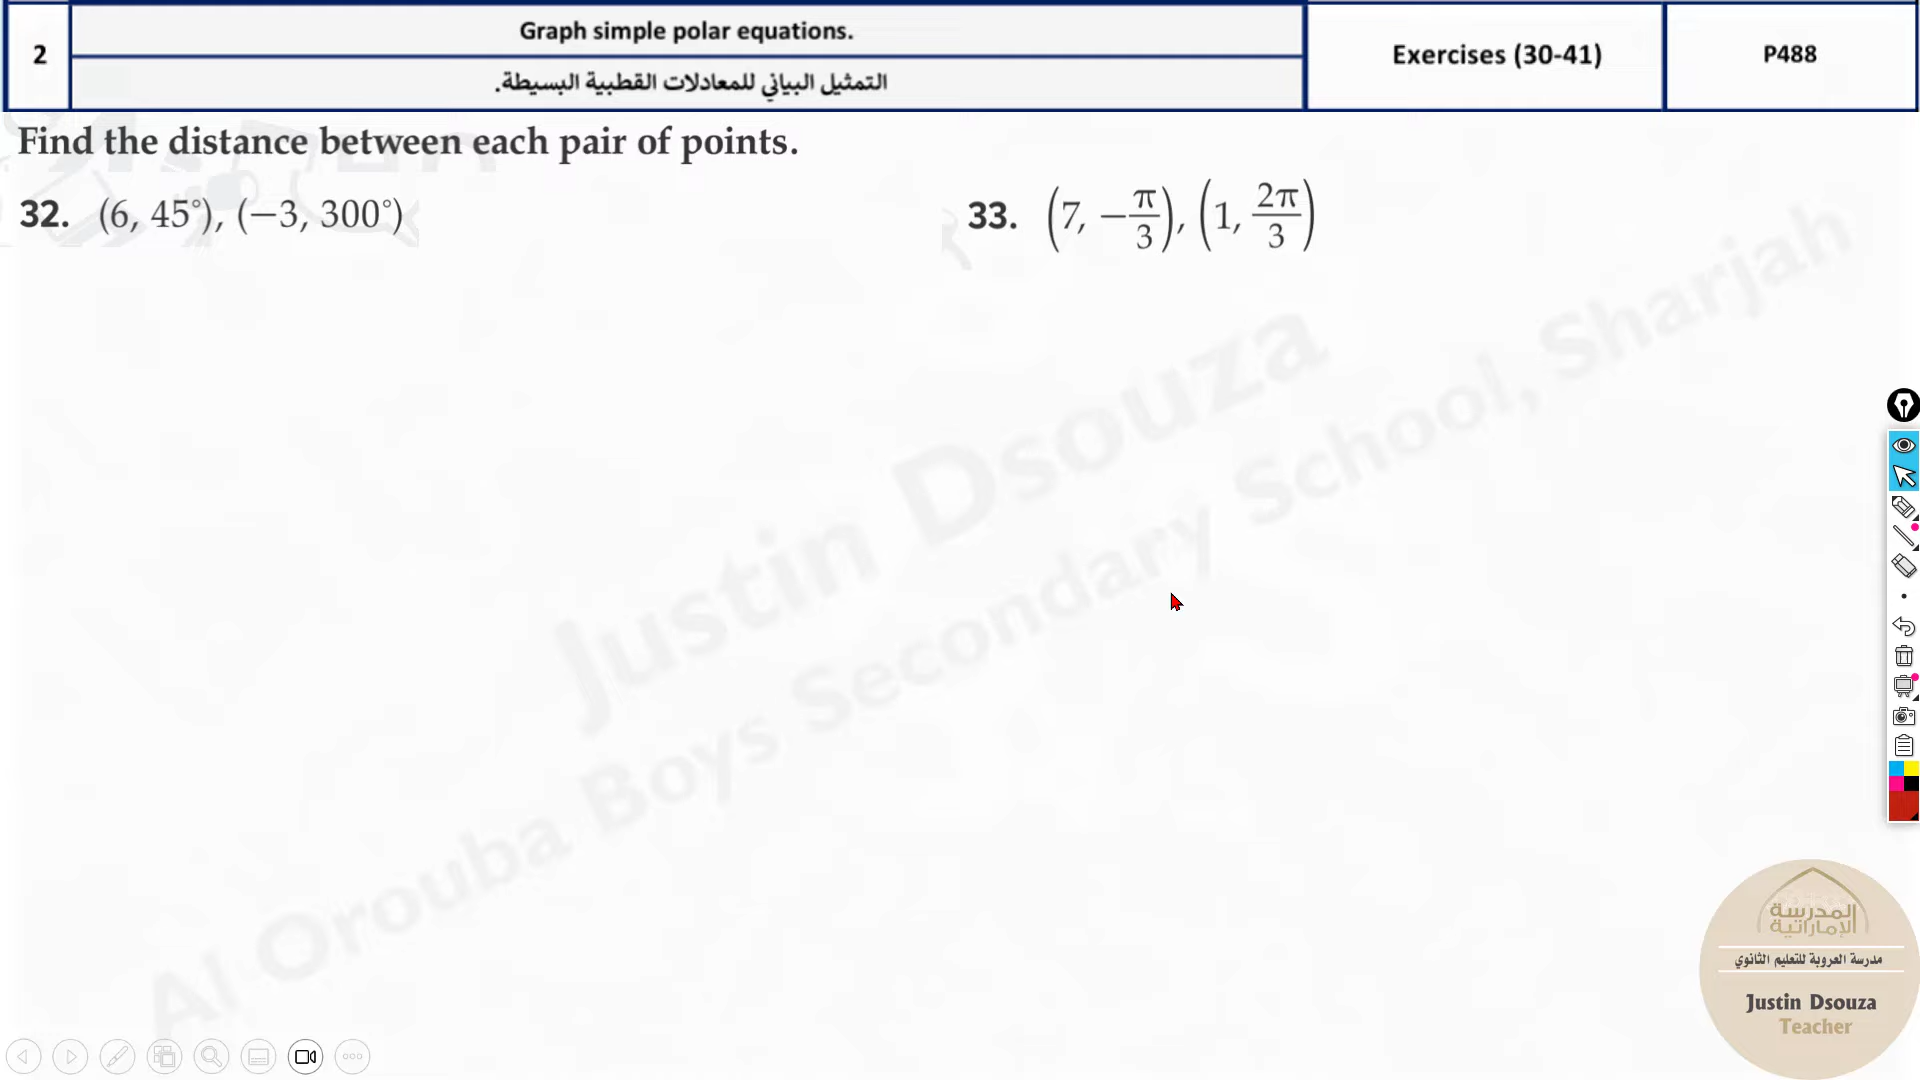 2
Graph simple polar equations.
التمثيل البياني للمعادلات القطبية البسيطة.
Exercises (30-41)
P488
Find the distance between each pair of points.
32. (6, 45°), (−3, 300°)
33. (7, −π/3), (1, 2π/3)
Justin Dsouza
Al Orouba Boys Secondary School, Sharjah
المدرسة
الإماراتية
مدرسة العروبة للتعليم الثانوي
Justin Dsouza
Teacher